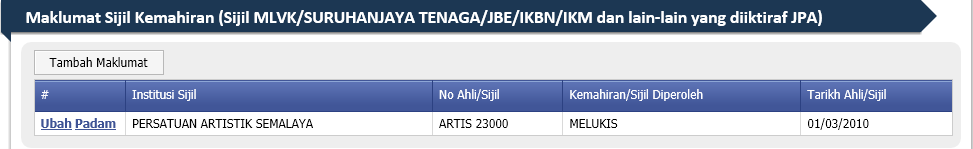 Maklumat Sijil Kemahiran (Sijil MLVK/SURUHANJAYA TENAGA/JBE/IKBN/IKM dan lain-lain yang diiktiraf JPA)
Tambah Maklumat
# Institusi Sijil No Ahli/Sijil Kemahiran/Sijil Diperoleh Tarikh Ahli/Sijil
Ubah Padam PERSATUAN ARTISTIK SEMALAYA ARTIS 23000 MELUKIS 01/03/2010